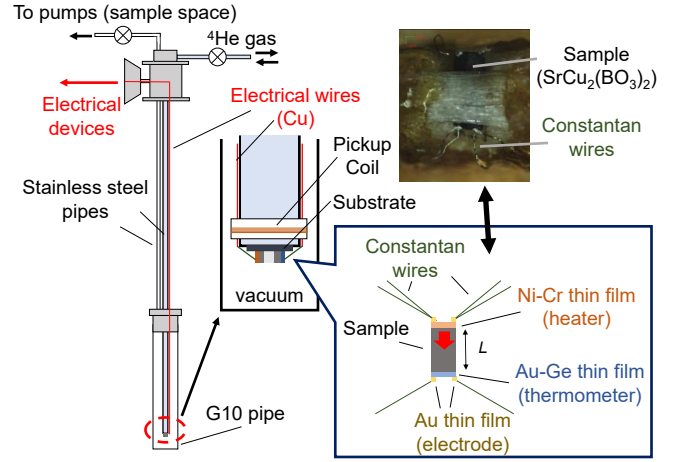 To pumps (sample space)
⁴He gas
Electrical
devices
Electrical wires
(Cu)
Stainless steel
pipes
Pickup
Coil
Substrate
vacuum
G10 pipe
Sample
(SrCu₂(BO₃)₂)
Constantan
wires
Constantan
wires
Ni-Cr thin film
(heater)
Sample
L
Au-Ge thin film
(thermometer)
Au thin film
(electrode)